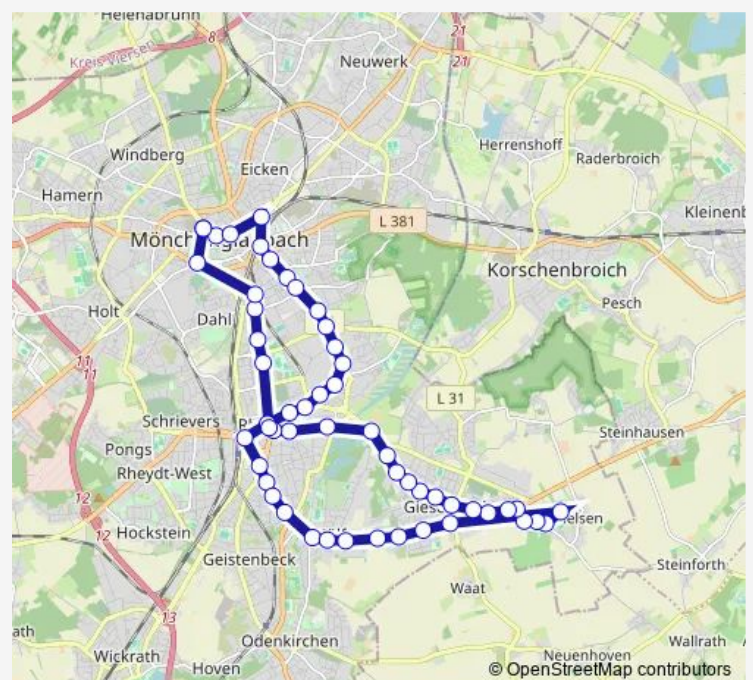 Helenabrunn
8
Kreis Viersen
Neuwerk
21
21
Herrenshoff
Windberg
Raderbroich
Eicken
Hamern
Kleinenb
L 381
Korschenbroich
Pesch
Holt
Dahl
11
11
L 31
Schrievers
Steinhausen
Pongs
Rheydt-West
12
12
Hockstein
Geistenbeck
Steinforth
Waat
13
ath
Odenkirchen
Wallrath
Wickrath
Neuenhoven
Hoven
© OpenStreetMap contributors